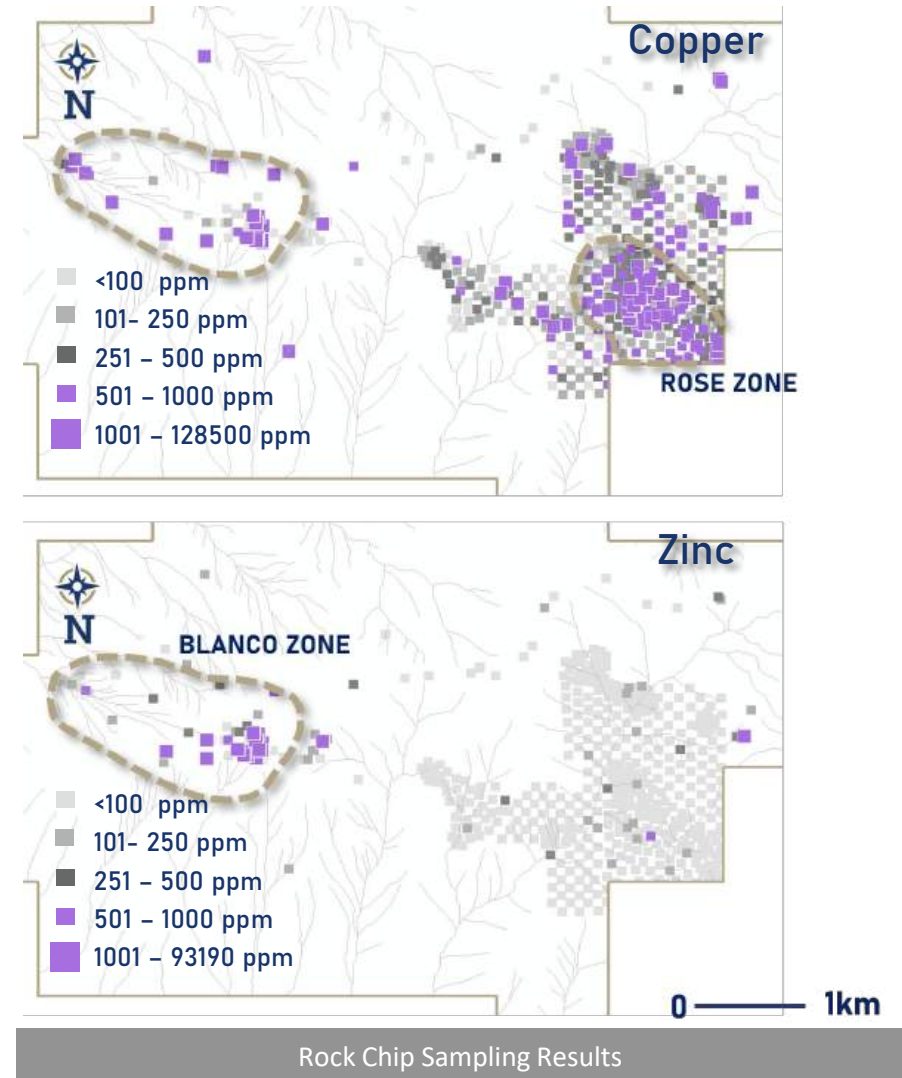 Copper
N
<100 ppm
101- 250 ppm
251 – 500 ppm
501 – 1000 ppm
1001 – 128500 ppm
ROSE ZONE
Zinc
N
BLANCO ZONE
<100 ppm
101- 250 ppm
251 – 500 ppm
501 – 1000 ppm
1001 – 93190 ppm
0 1km
Rock Chip Sampling Results